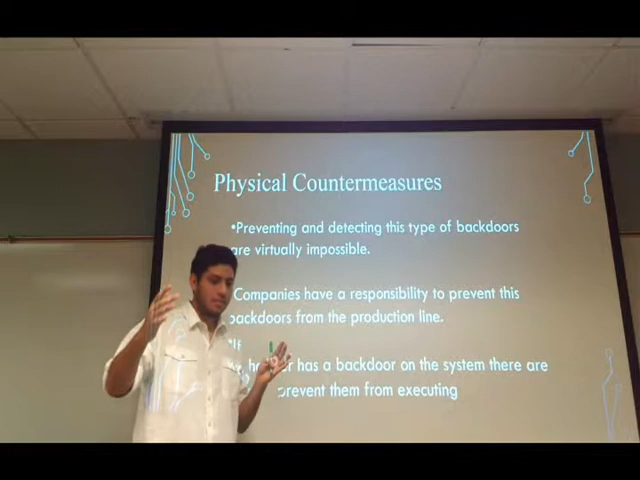 Physical Countermeasures
•Preventing and detecting this type of backdoors
are virtually impossible.
Companies have a responsibility to prevent this
backdoors from the production line.
If
has a backdoor on the system there are
prevent them from executing